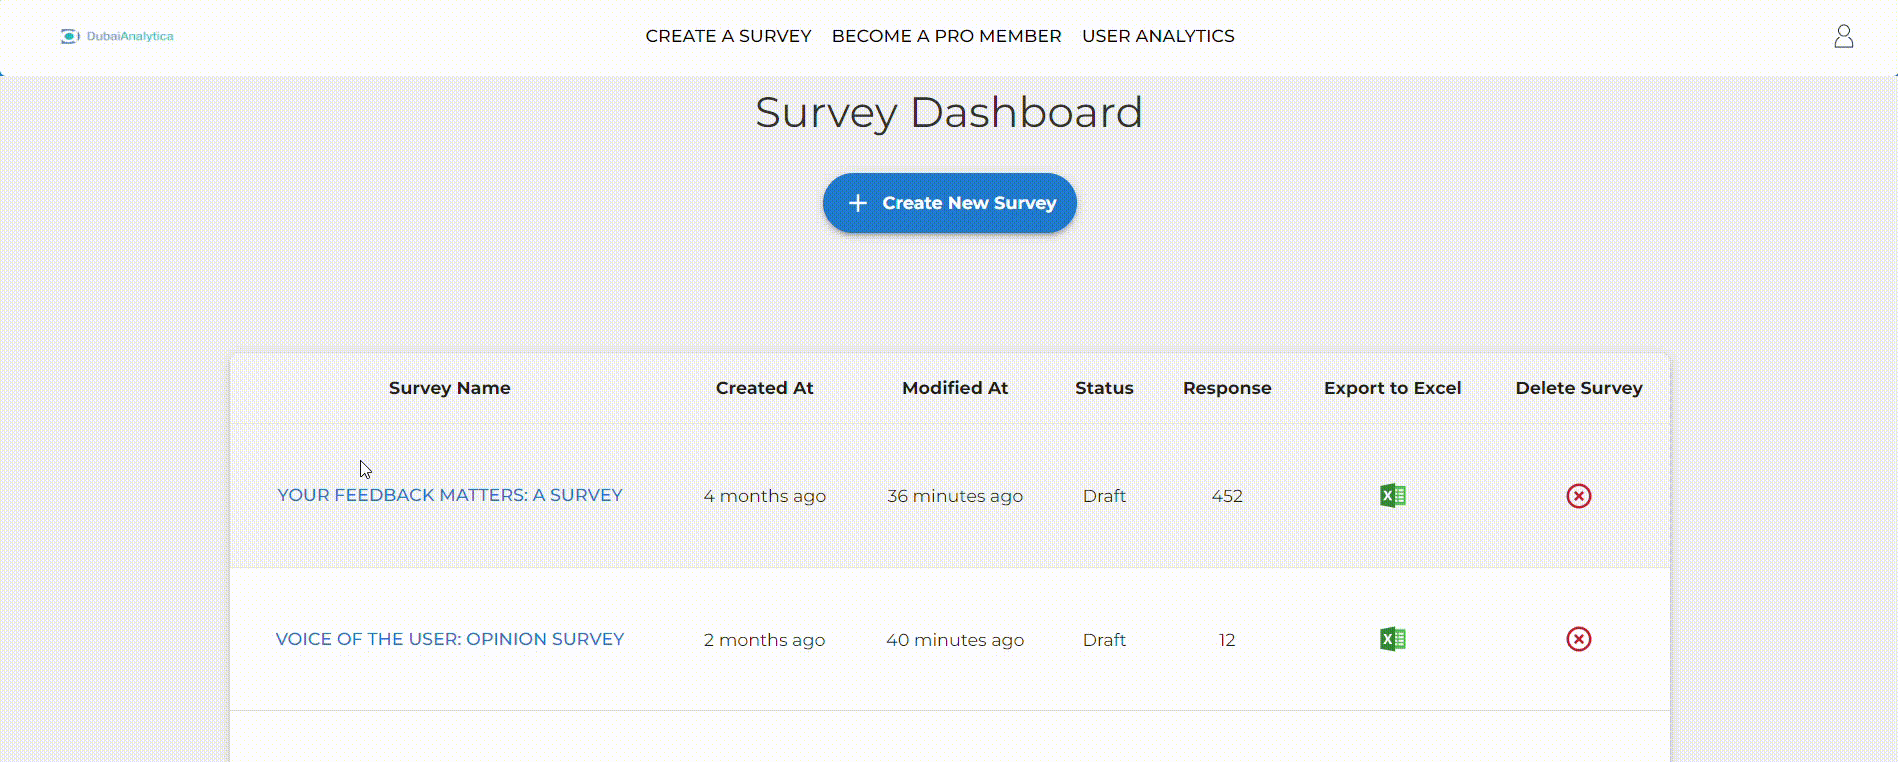 DubaiAnalytica
CREATE A SURVEY BECOME A PRO MEMBER USER ANALYTICS
Survey Dashboard
Create New Survey
Survey Name Created At Modified At Status Response Export to Excel Delete Survey
YOUR FEEDBACK MATTERS: A SURVEY 4 months ago 36 minutes ago Draft 452
VOICE OF THE USER: OPINION SURVEY 2 months ago 40 minutes ago Draft 12